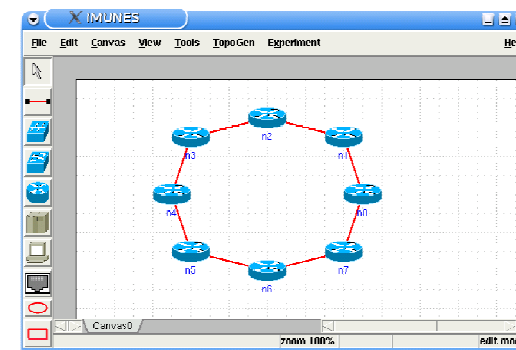 IMUNES
File Edit Canvas View Tools TopoGen Experiment He
n2
n3 n1
n4 n0
n5 n7
n6
Canvas0
zoom 100% edit mo